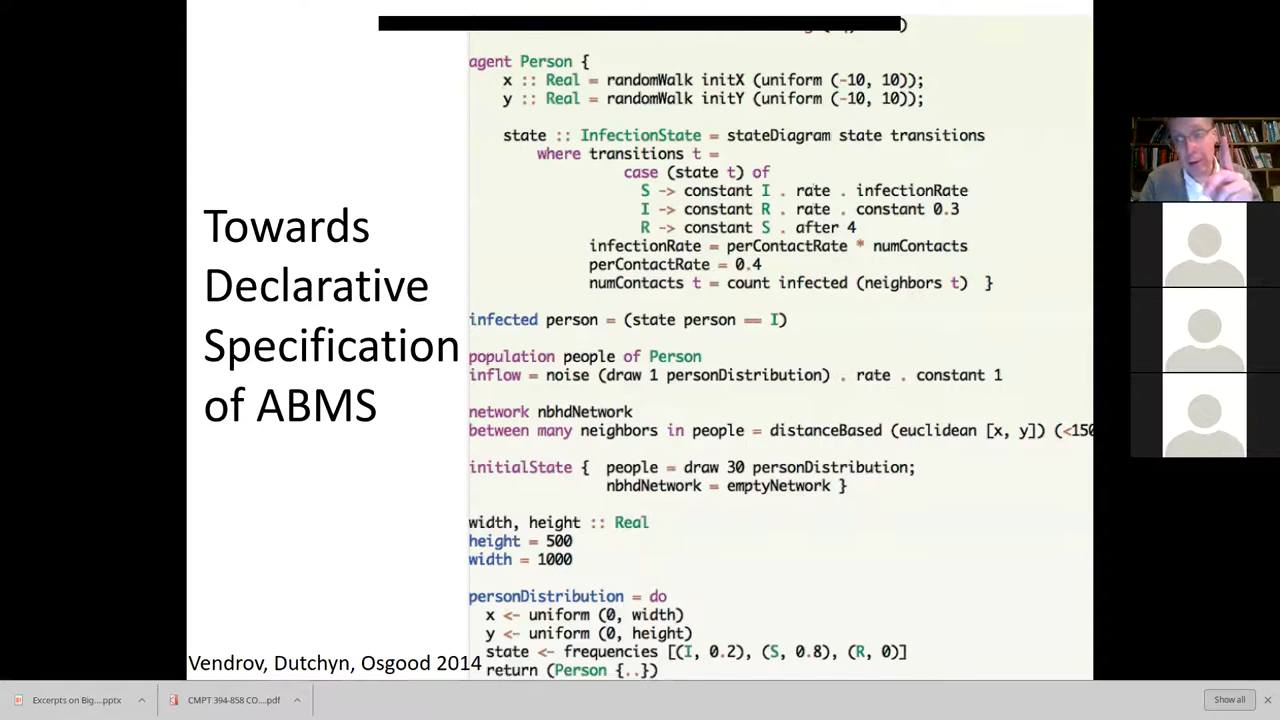 Towards
Declarative
Specification
of ABMS
Vendrov, Dutchyn, Osgood 2014
agent Person {
x :: Real = randomWalk initX (uniform (-10, 10));
y :: Real = randomWalk initY (uniform (-10, 10));
state :: InfectionState = stateDiagram state transitions
where transitions t =
case (state t) of
S -> constant I . rate . infectionRate
I -> constant R . rate . constant 0.3
R -> constant S . after 4
infectionRate = perContactRate * numContacts
perContactRate = 0.4
numContacts t = count infected (neighbors t) }
infected person = (state person == I)
population people of Person
inflow = noise (draw 1 personDistribution) . rate . constant 1
network nbhdNetwork
between many neighbors in people = distanceBased (euclidean [x, y]) (<150
initialState { people = draw 30 personDistribution;
nbhdNetwork = emptyNetwork }
width, height :: Real
height = 500
width = 1000
personDistribution = do
x <- uniform (0, width)
y <- uniform (0, height)
state <- frequencies [(I, 0.2), (S, 0.8), (R, 0)]
return (Person {..})
Excerpts on Big....pptx
CMPT 394-858 CO....pdf
Show all